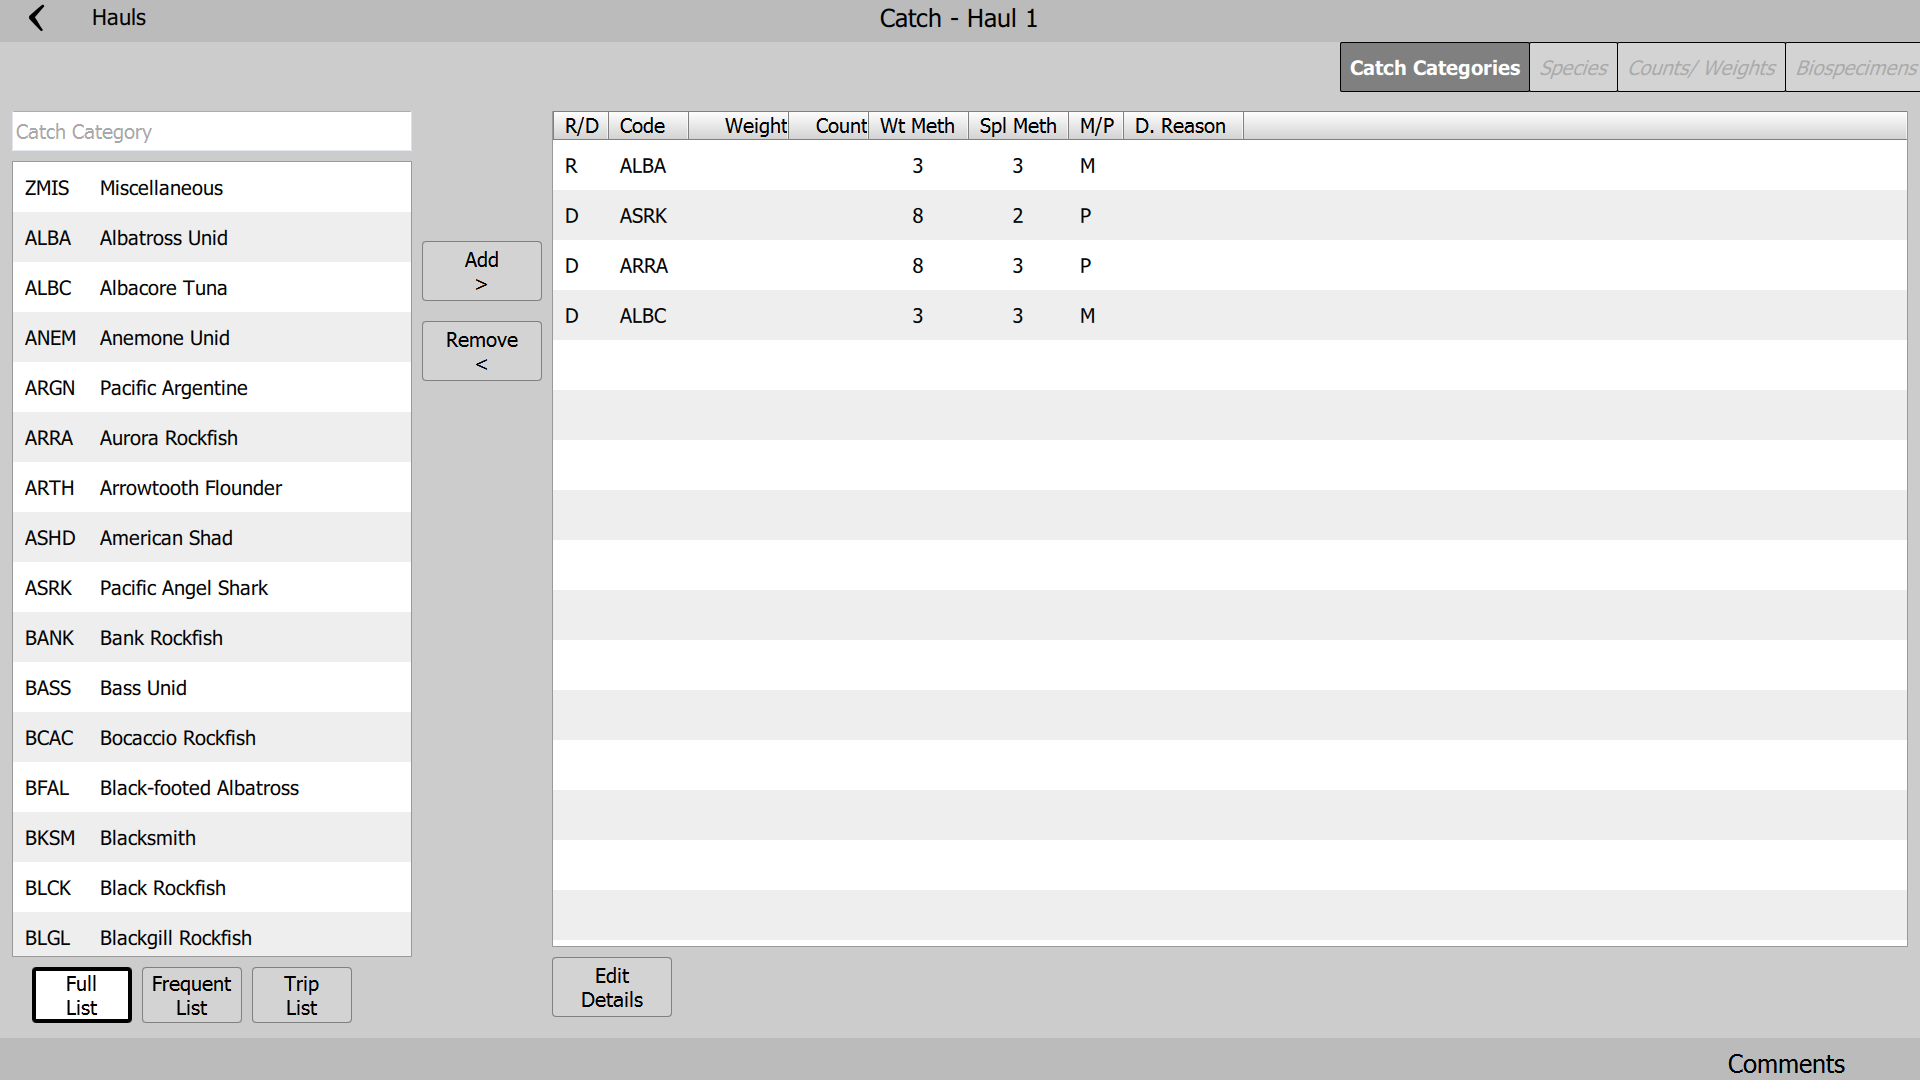 Hauls
Catch - Haul 1
Catch Categories Species Counts/ Weights Biospecimens
Catch Category
ZMIS Miscellaneous
ALBA Albatross Unid
ALBC Albacore Tuna
ANEM Anemone Unid
ARGN Pacific Argentine
ARRA Aurora Rockfish
ARTH Arrowtooth Flounder
ASHD American Shad
ASRK Pacific Angel Shark
BANK Bank Rockfish
BASS Bass Unid
BCAC Bocaccio Rockfish
BFAL Black-footed Albatross
BKSM Blacksmith
BLCK Black Rockfish
BLGL Blackgill Rockfish
Full
List
Frequent
List
Trip
List
Add
>
Remove
<
R/D Code Weight Count Wt Meth Spl Meth M/P D. Reason
R ALBA 3 3 M
D ASRK 8 2 P
D ARRA 8 3 P
D ALBC 3 3 M
Edit
Details
Comments